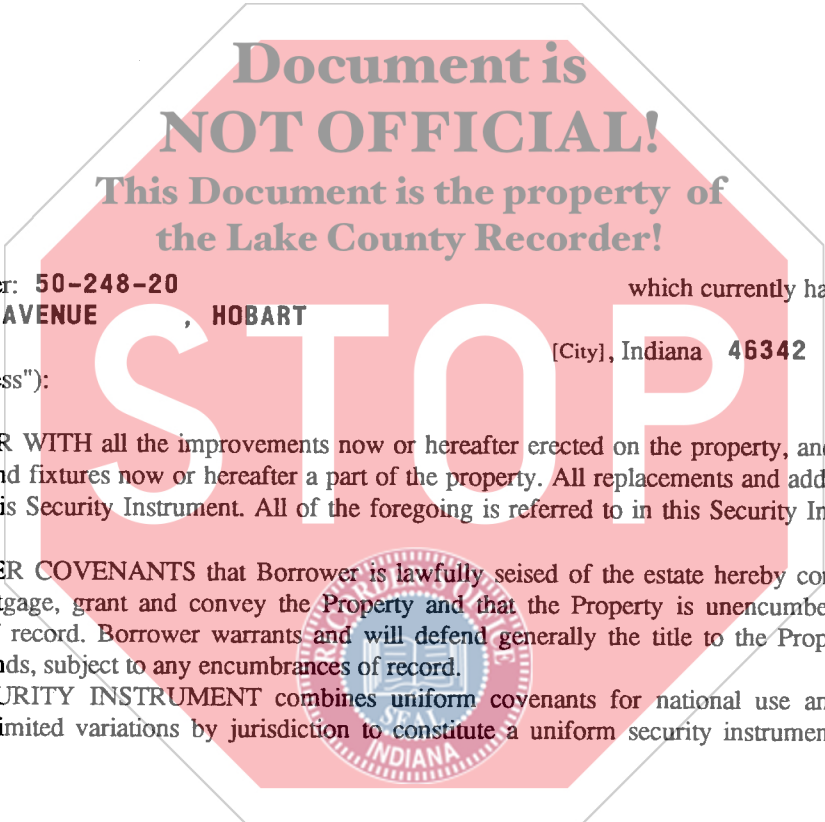 Document is
NOT OFFICIAL!
This Document is the property of
the Lake County Recorder!
er: 50-248-20 which currently ha
AVENUE , HOBART
[City], Indiana 46342
ess"):
STOP
R WITH all the improvements now or hereafter erected on the property, and
nd fixtures now or hereafter a part of the property. All replacements and add
is Security Instrument. All of the foregoing is referred to in this Security In
ER COVENANTS that Borrower is lawfully seised of the estate hereby con
tgage, grant and convey the Property and that the Property is unencumbe
f record. Borrower warrants and will defend generally the title to the Prop
nds, subject to any encumbrances of record.
URITY INSTRUMENT combines uniform covenants for national use an
imited variations by jurisdiction to constitute a uniform security instrumen
RECORDER'S OFFICE
SEAL
INDIANA